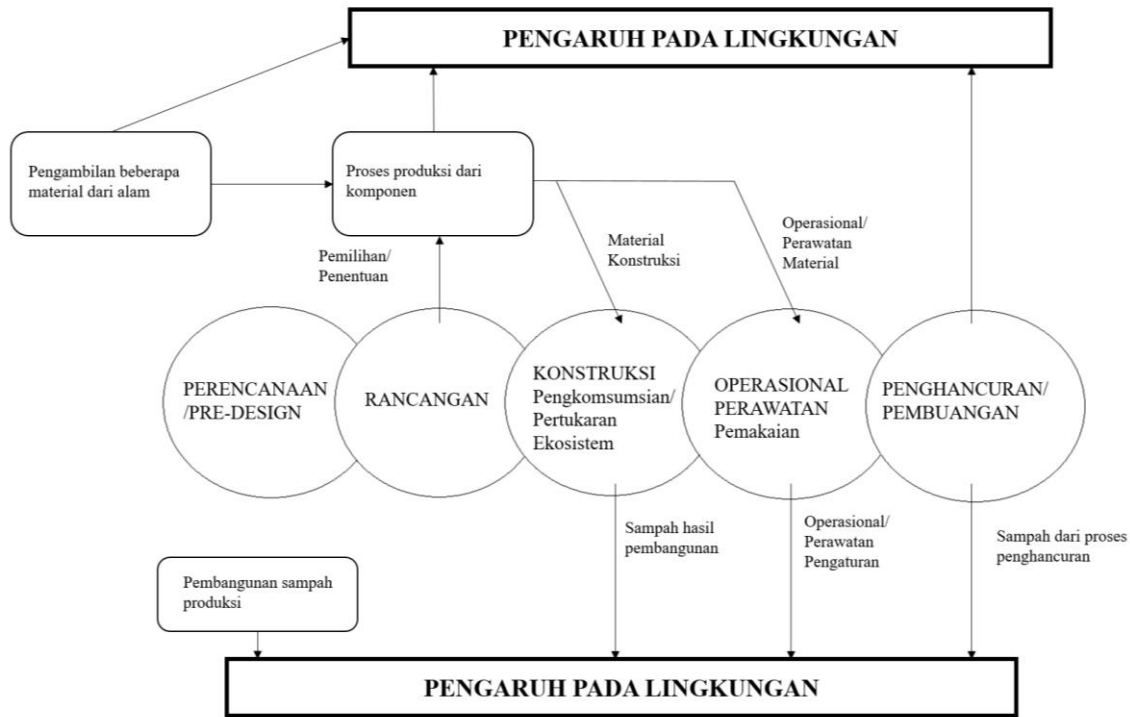 PENGARUH PADA LINGKUNGAN
Pengambilan beberapa
material dari alam
Proses produksi dari
komponen
Pemilihan/
Penentuan
Material
Konstruksi
Operasional/
Perawatan
Material
PERENCANAAN
/PRE-DESIGN
RANCANGAN
KONSTRUKSI
Pengkomsumsian/
Pertukaran
Ekosistem
OPERASIONAL
PERAWATAN
Pemakaian
PENGHANCURAN/
PEMBUANGAN
Sampah hasil
pembangunan
Operasional/
Perawatan
Pengaturan
Sampah dari proses
penghancuran
Pembangunan sampah
produksi
PENGARUH PADA LINGKUNGAN